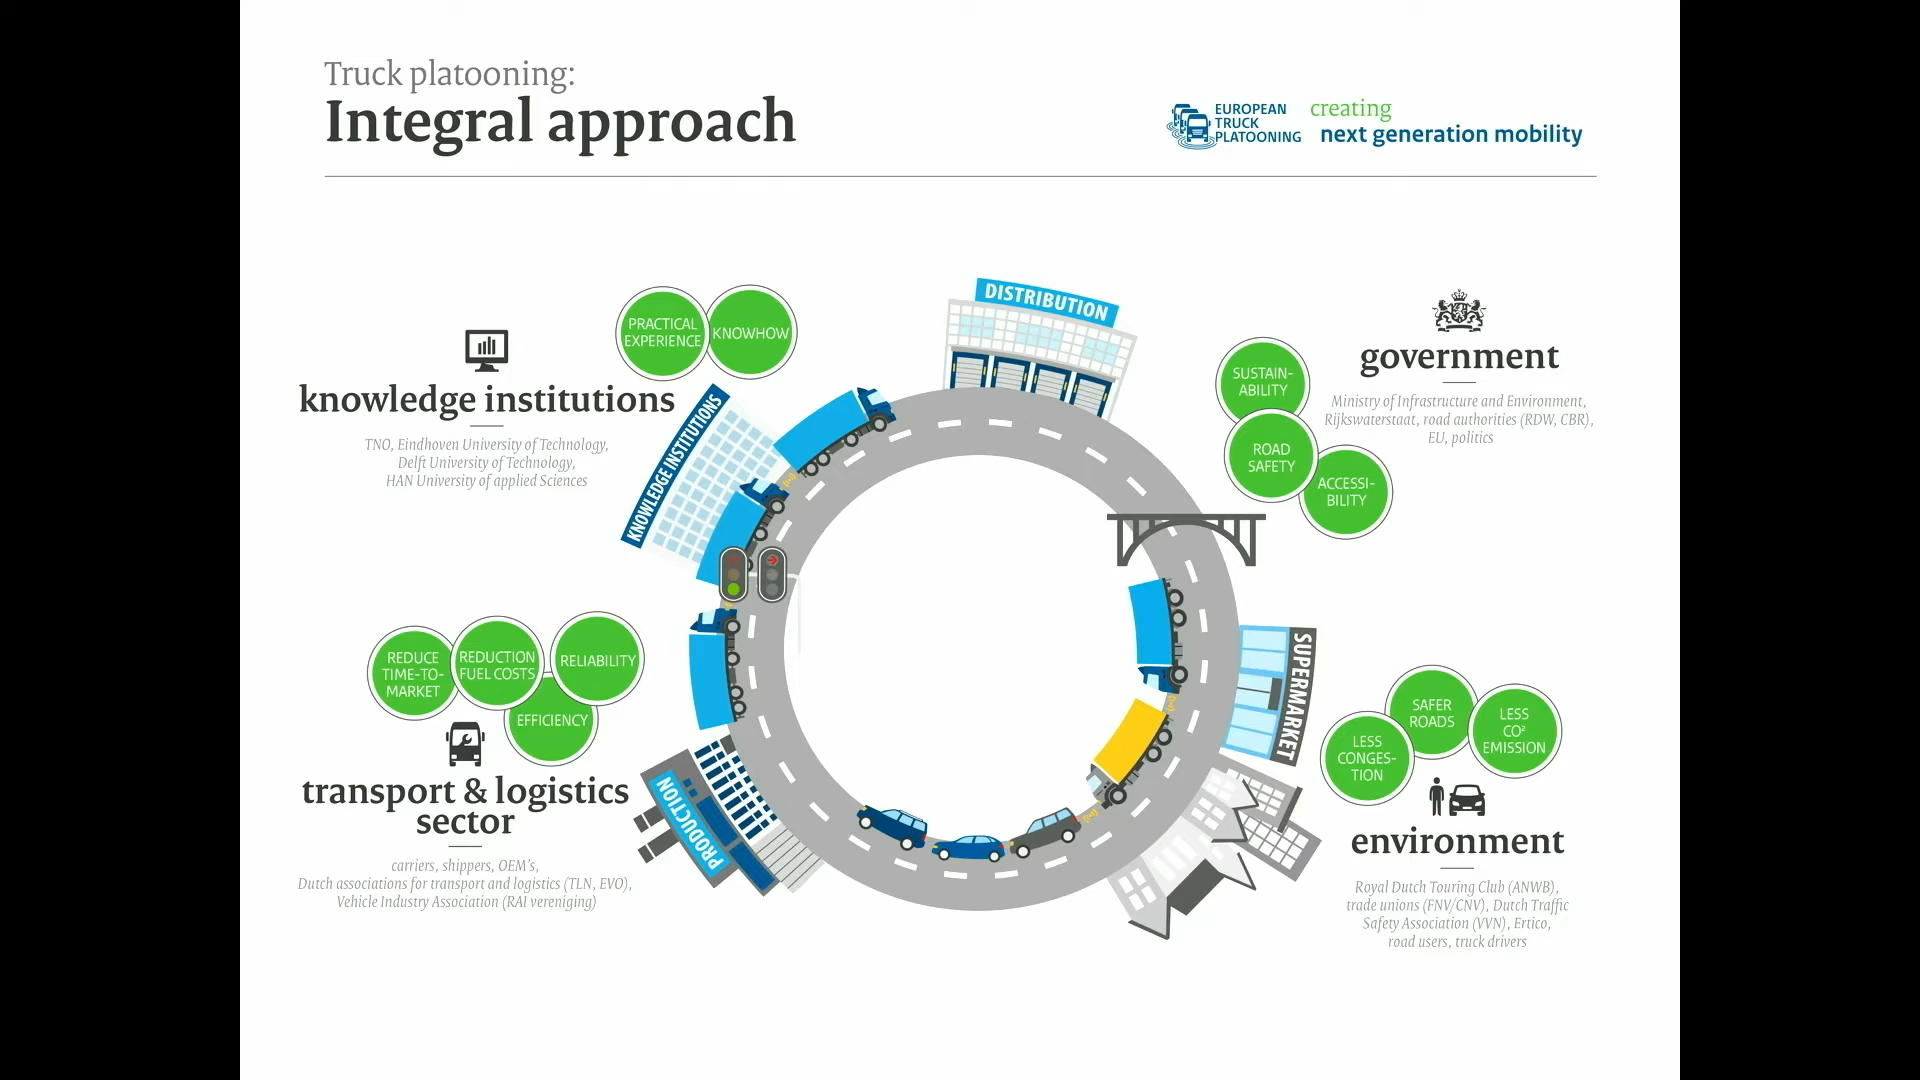 Truck platooning:
Integral approach
EUROPEAN
TRUCK
PLATOONING
creating
next generation mobility
PRACTICAL
EXPERIENCE
KNOWHOW
knowledge institutions
TNO, Eindhoven University of Technology,
Delft University of Technology,
HAN University of applied Sciences
KNOWLEDGE INSTITUTIONS
DISTRIBUTION
government
Ministry of Infrastructure and Environment,
Rijkswaterstaat, road authorities (RDW, CBR),
EU, politics
SUSTAIN-
ABILITY
ROAD
SAFETY
ACCESSI-
BILITY
REDUCE
TIME-TO-
MARKET
REDUCTION
FUEL COSTS
RELIABILITY
EFFICIENCY
transport & logistics
sector
carriers, shippers, OEM's,
Dutch associations for transport and logistics (TLN, EVO),
Vehicle Industry Association (RAI vereniging)
PRODUCTION
SUPERMARKET
LESS
CONGES-
TION
SAFER
ROADS
LESS
CO²
EMISSION
environment
Royal Dutch Touring Club (ANWB),
trade unions (FNV/CNV), Dutch Traffic
Safety Association (VVN), Ertico,
road users, truck drivers